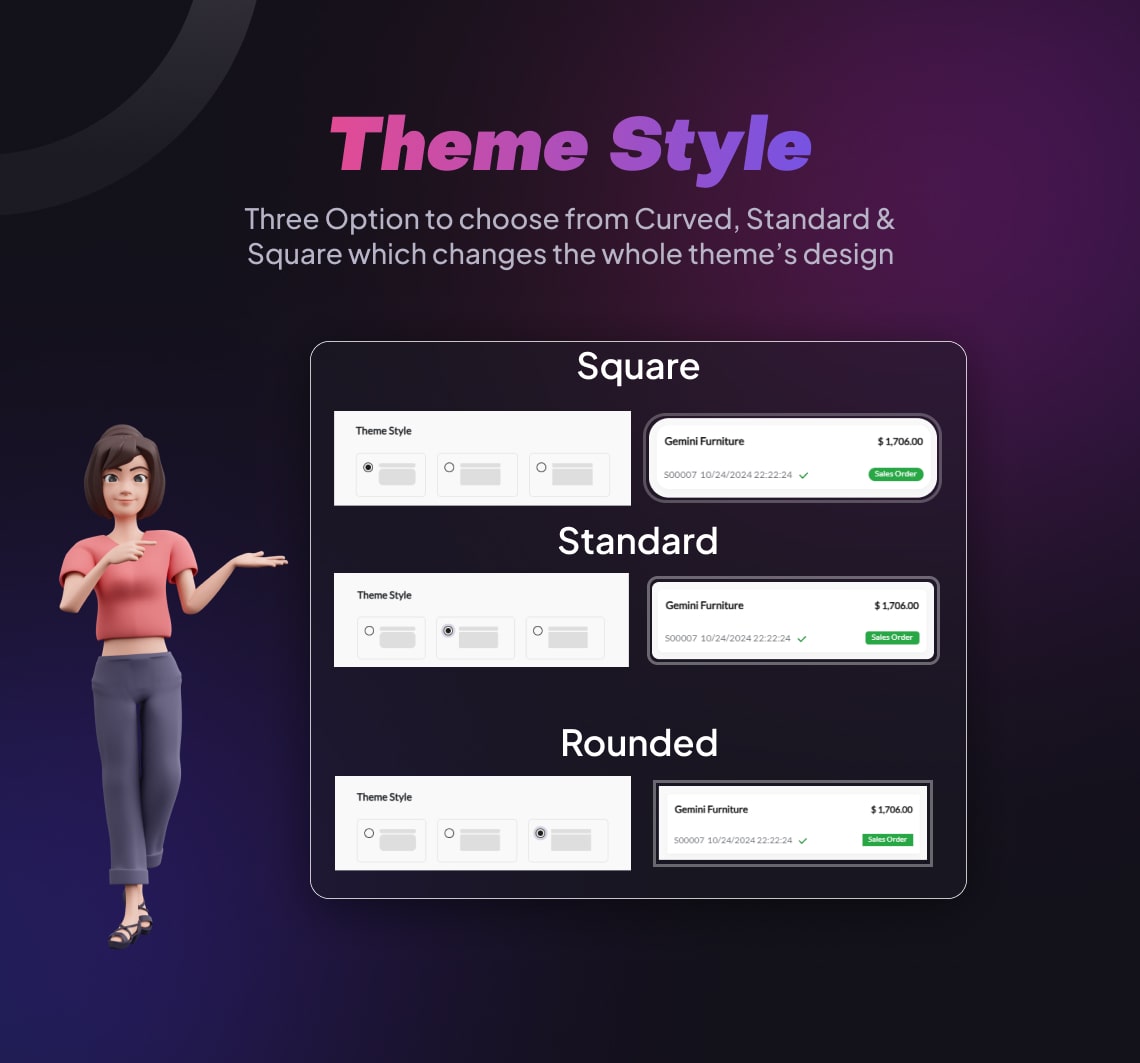 Theme Style
Three Option to choose from Curved, Standard &
Square which changes the whole theme’s design
Square
Theme Style
Gemini Furniture $ 1,706.00
S00007 10/24/2024 22:22:24 Sales Order
Standard
Theme Style
Gemini Furniture $ 1,706.00
S00007 10/24/2024 22:22:24 Sales Order
Rounded
Theme Style
Gemini Furniture $ 1,706.00
S00007 10/24/2024 22:22:24 Sales Order